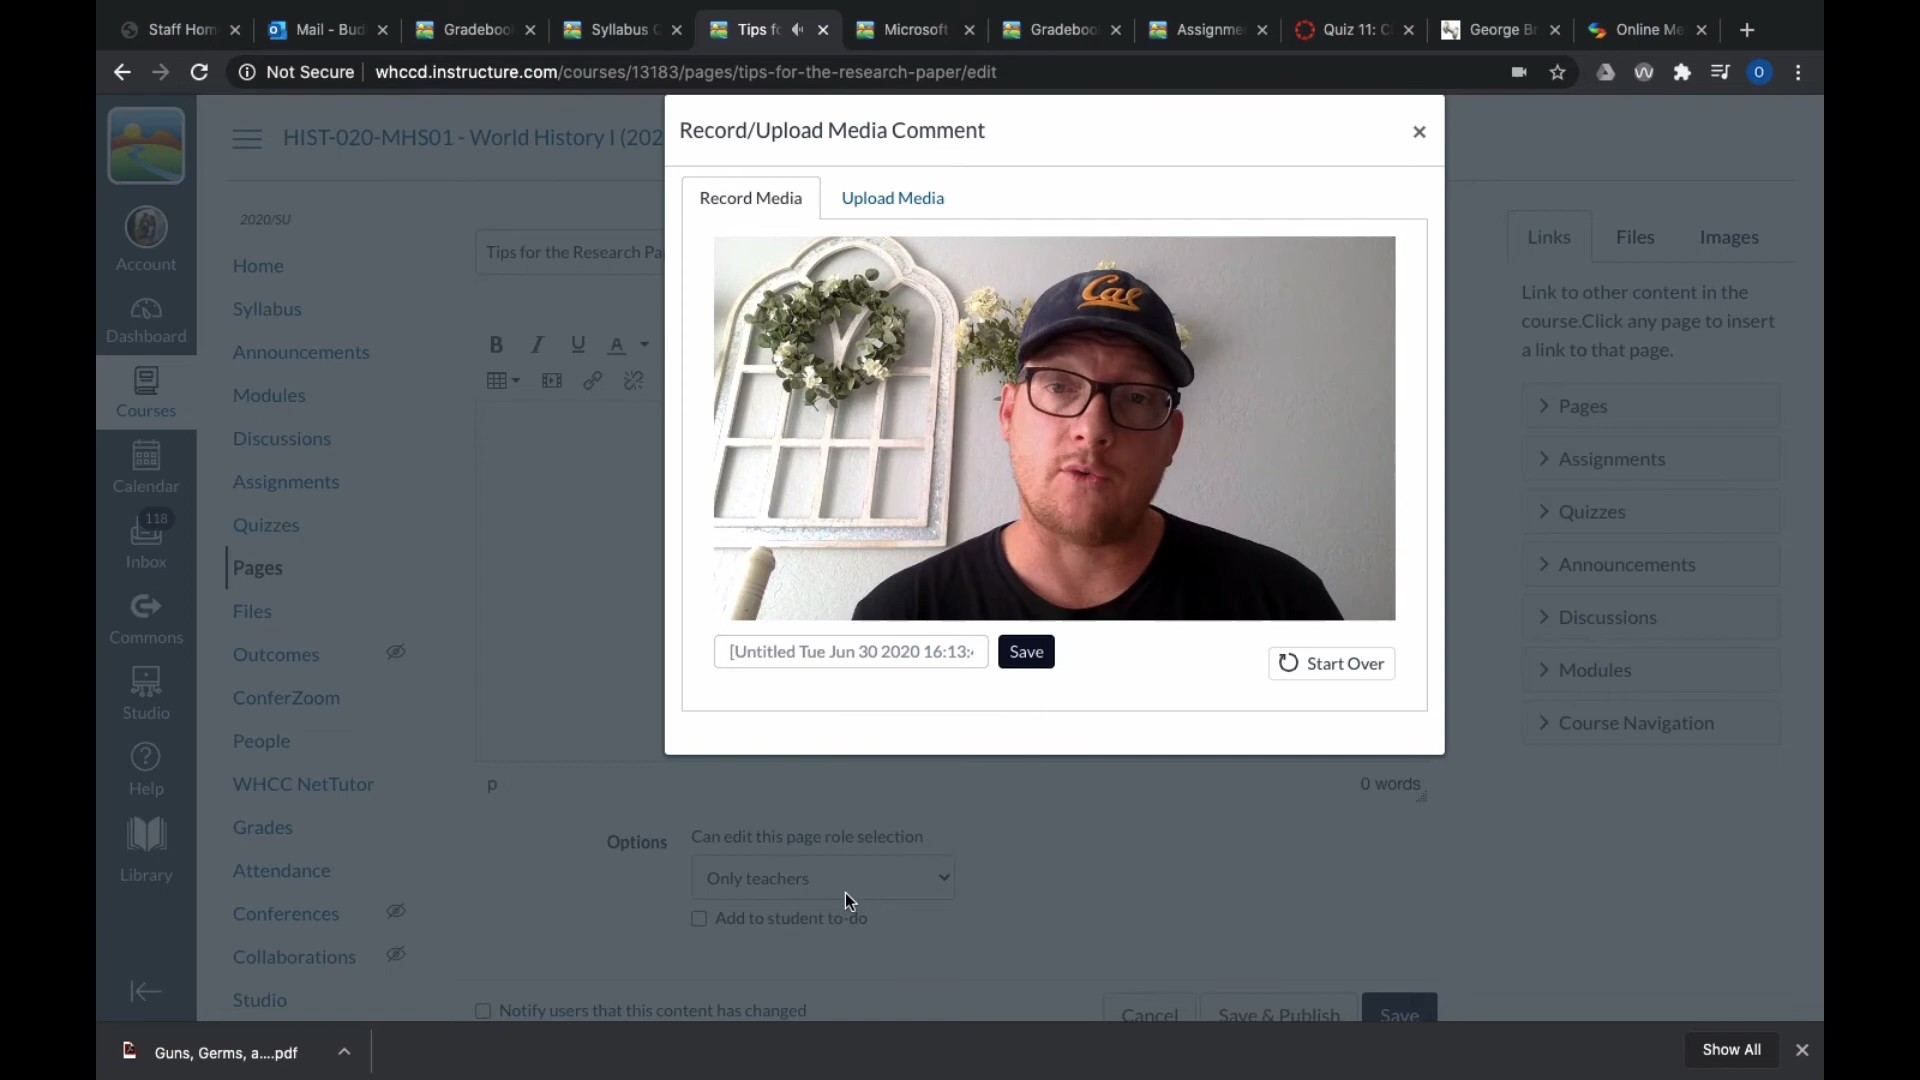 Staff Hom
Mail - Bud
Gradeboo
Syllabus Q
Tips fo
Microsoft
Gradeboo
Assignme
Quiz 11: C
George Br
Online Me
Not Secure
whccd.instructure.com/courses/13183/pages/tips-for-the-research-paper/edit
O
HIST-020-MHS01 - World History I (202
Record/Upload Media Comment
Record Media
Upload Media
Cal
[Untitled Tue Jun 30 2020 16:13:4
Save
Start Over
Account
Dashboard
Courses
Calendar
118
Inbox
Commons
Studio
Help
Library
2020/SU
Home
Syllabus
Announcements
Modules
Discussions
Assignments
Quizzes
Pages
Files
Outcomes
ConferZoom
People
WHCC NetTutor
Grades
Attendance
Conferences
Collaborations
Studio
Tips for the Research Pa
B I U A
p
0 words
Options
Can edit this page role selection
Only teachers
Add to student to-do
Notify users that this content has changed
Cancel
Save & Publish
Save
Links
Files
Images
Link to other content in the
course.Click any page to insert
a link to that page.
Pages
Assignments
Quizzes
Announcements
Discussions
Modules
Course Navigation
Guns, Germs, a....pdf
Show All